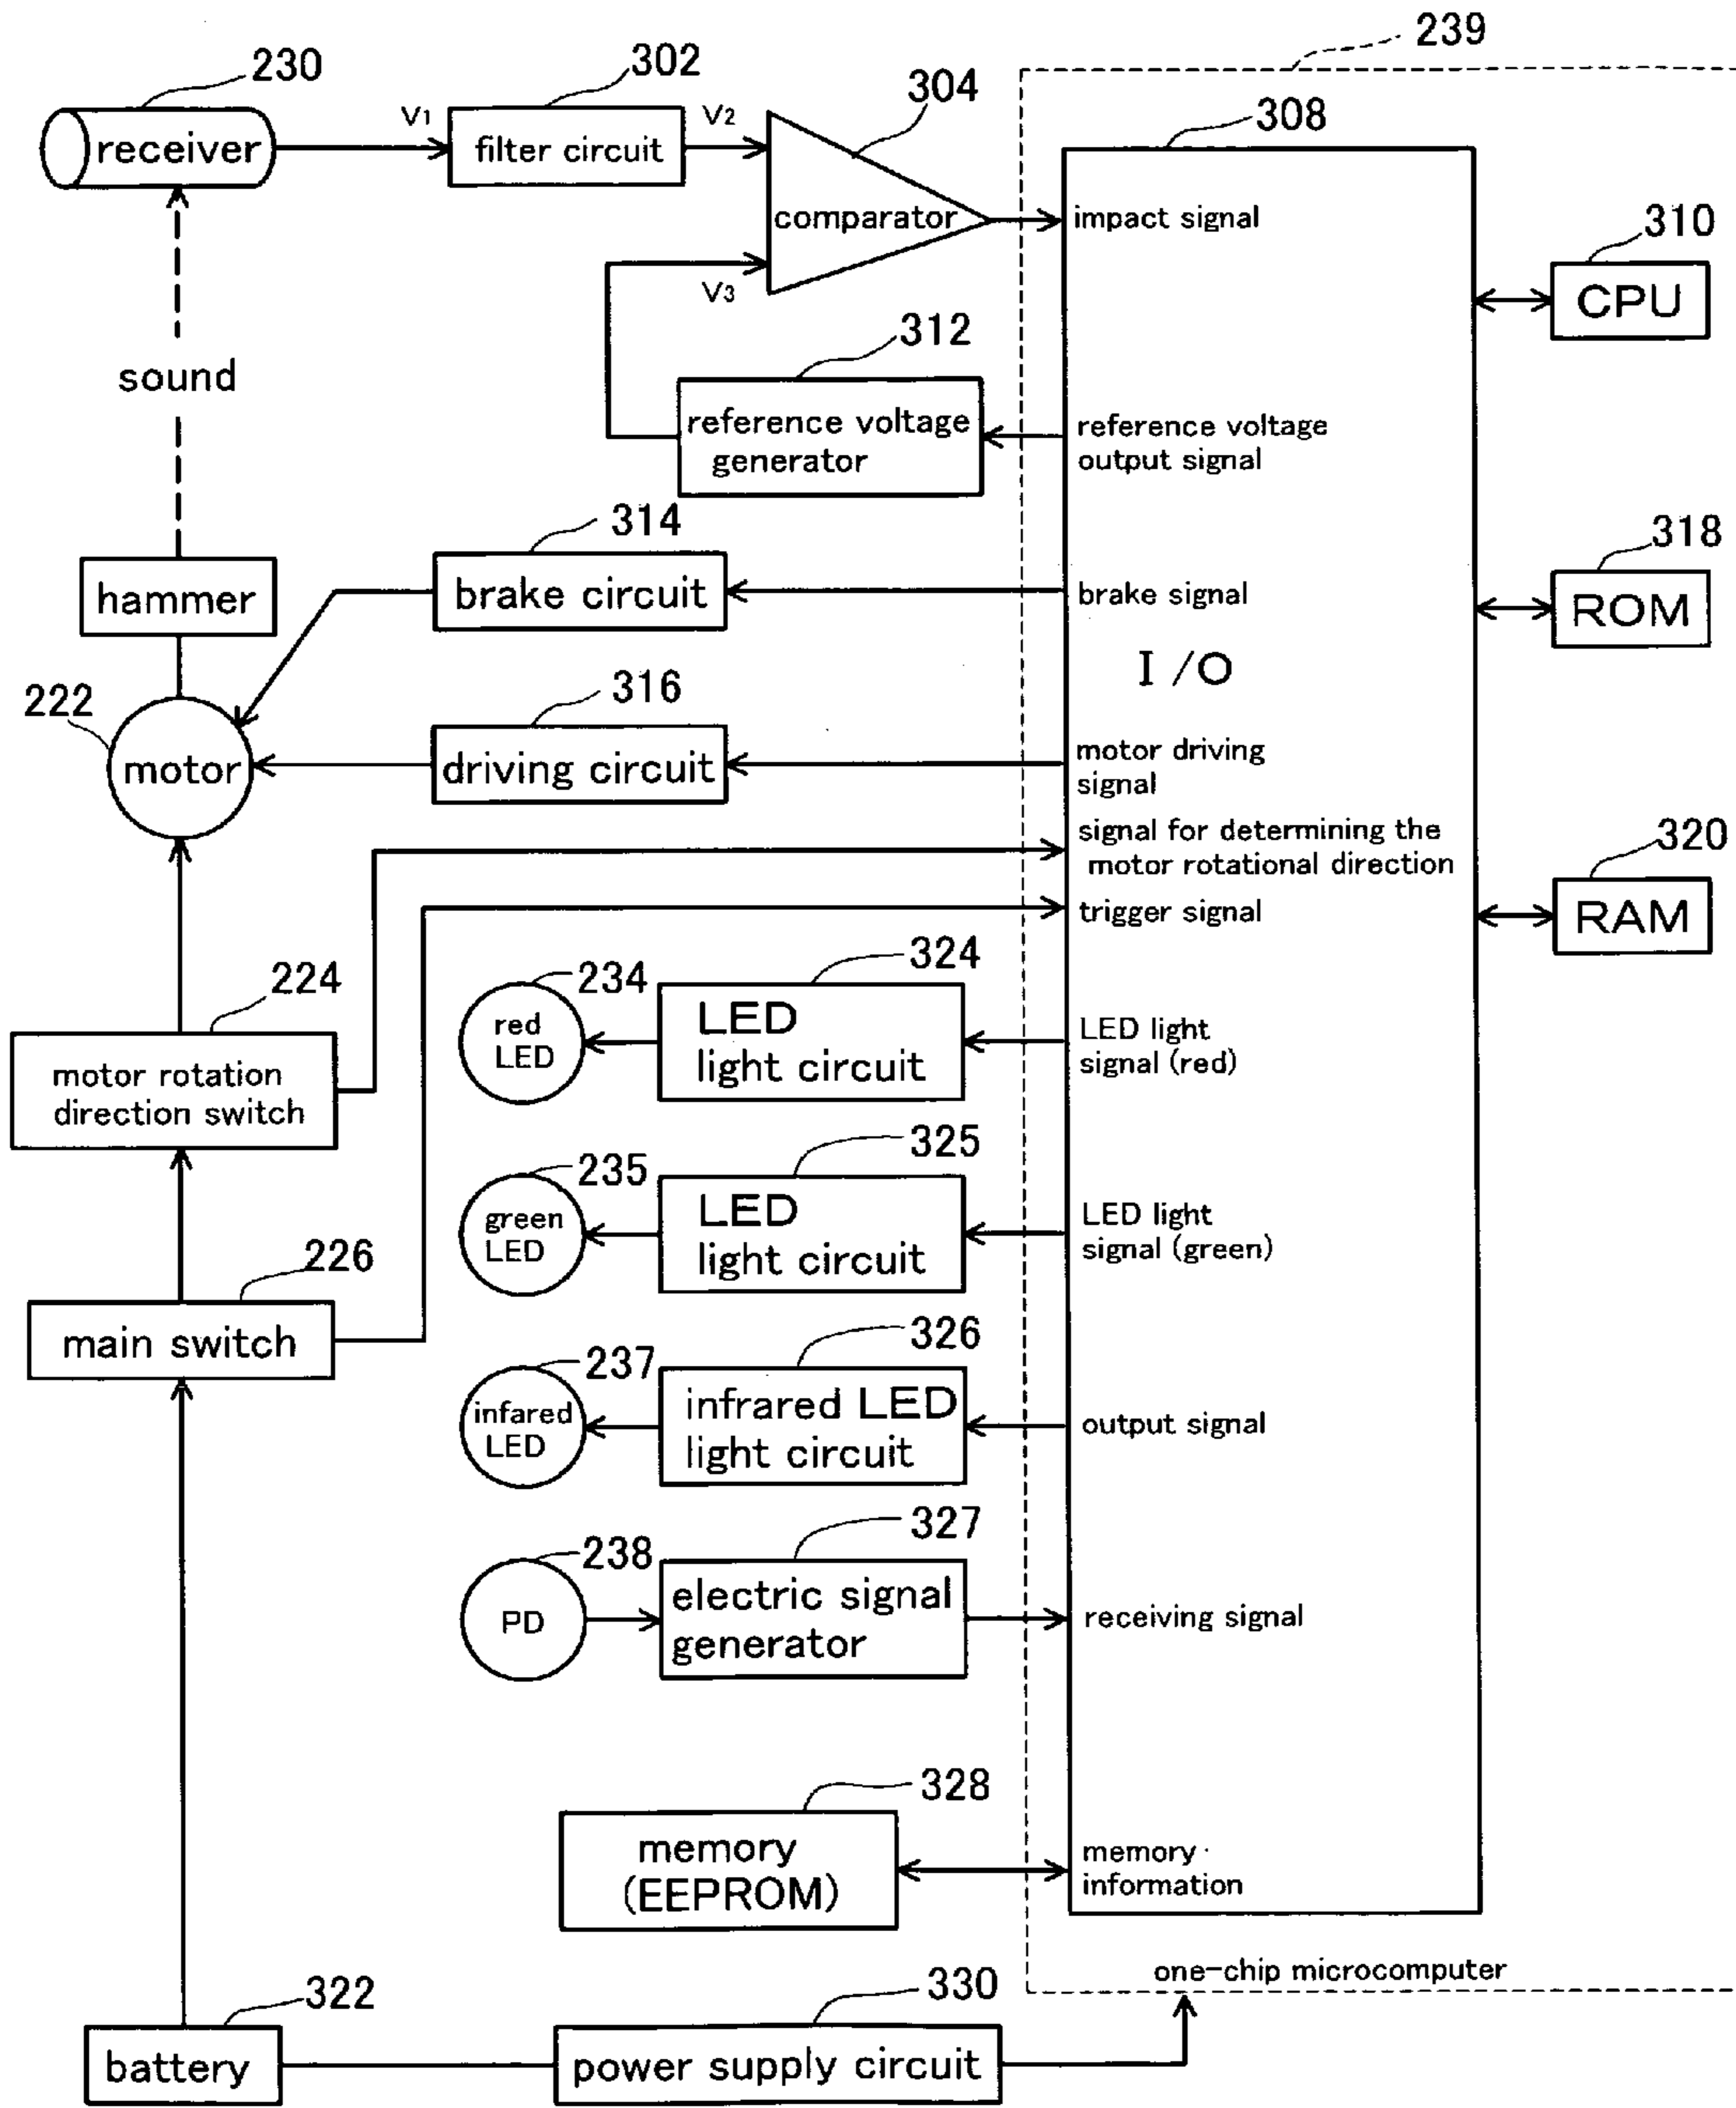 239
230
302
304
308
receiver
V1
filter circuit
V2
comparator
impact signal
310
CPU
V3
312
sound
reference voltage
generator
reference voltage
output signal
314
318
hammer
brake circuit
brake signal
ROM
I/O
222
316
motor
driving circuit
motor driving
signal
signal for determining the
motor rotational direction
320
trigger signal
RAM
224
234
324
red
LED
LED
light circuit
LED light
signal (red)
motor rotation
direction switch
235
325
green
LED
LED
light circuit
LED light
signal (green)
226
main switch
237
326
infared
LED
infrared LED
light circuit
output signal
238
327
PD
electric signal
generator
receiving signal
328
memory
(EEPROM)
memory
information
one-chip microcomputer
322
330
battery
power supply circuit